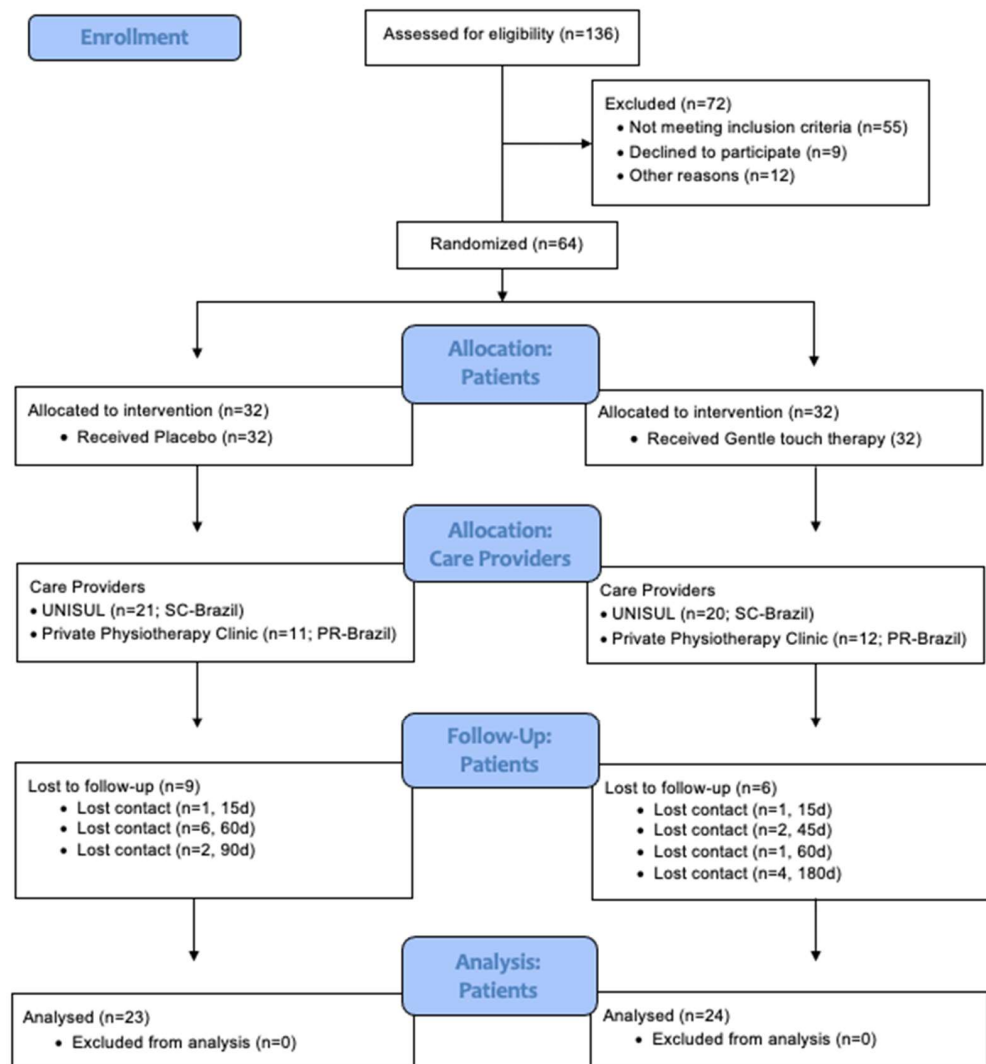 Enrollment
Assessed for eligibility (n=136)
Excluded (n=72)
• Not meeting inclusion criteria (n=55)
• Declined to participate (n=9)
• Other reasons (n=12)
Randomized (n=64)
Allocation:
Patients
Allocated to intervention (n=32)
• Received Placebo (n=32)
Allocated to intervention (n=32)
• Received Gentle touch therapy (32)
Allocation:
Care Providers
Care Providers
• UNISUL (n=21; SC-Brazil)
• Private Physiotherapy Clinic (n=11; PR-Brazil)
Care Providers
• UNISUL (n=20; SC-Brazil)
• Private Physiotherapy Clinic (n=12; PR-Brazil)
Follow-Up:
Patients
Lost to follow-up (n=9)
• Lost contact (n=1, 15d)
• Lost contact (n=6, 60d)
• Lost contact (n=2, 90d)
Lost to follow-up (n=6)
• Lost contact (n=1, 15d)
• Lost contact (n=2, 45d)
• Lost contact (n=1, 60d)
• Lost contact (n=4, 180d)
Analysis:
Patients
Analysed (n=23)
• Excluded from analysis (n=0)
Analysed (n=24)
• Excluded from analysis (n=0)